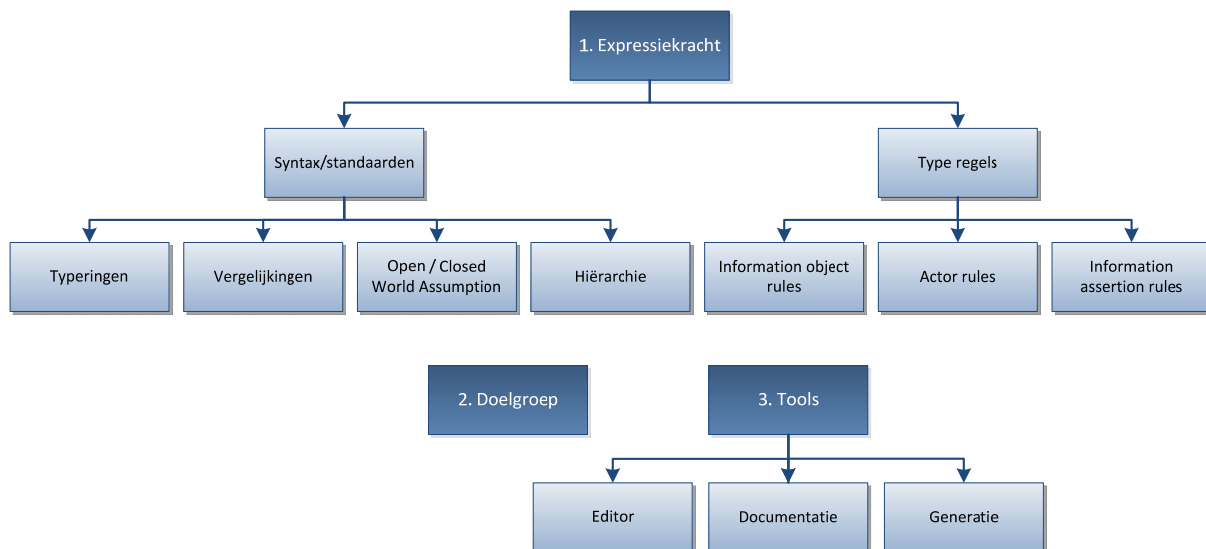 1. Expressiekracht
Syntax/standaarden
Type regels
Typeringen
Vergelijkingen
Open / Closed
World Assumption
Hiërarchie
Information object
rules
Actor rules
Information
assertion rules
2. Doelgroep
3. Tools
Editor
Documentatie
Generatie